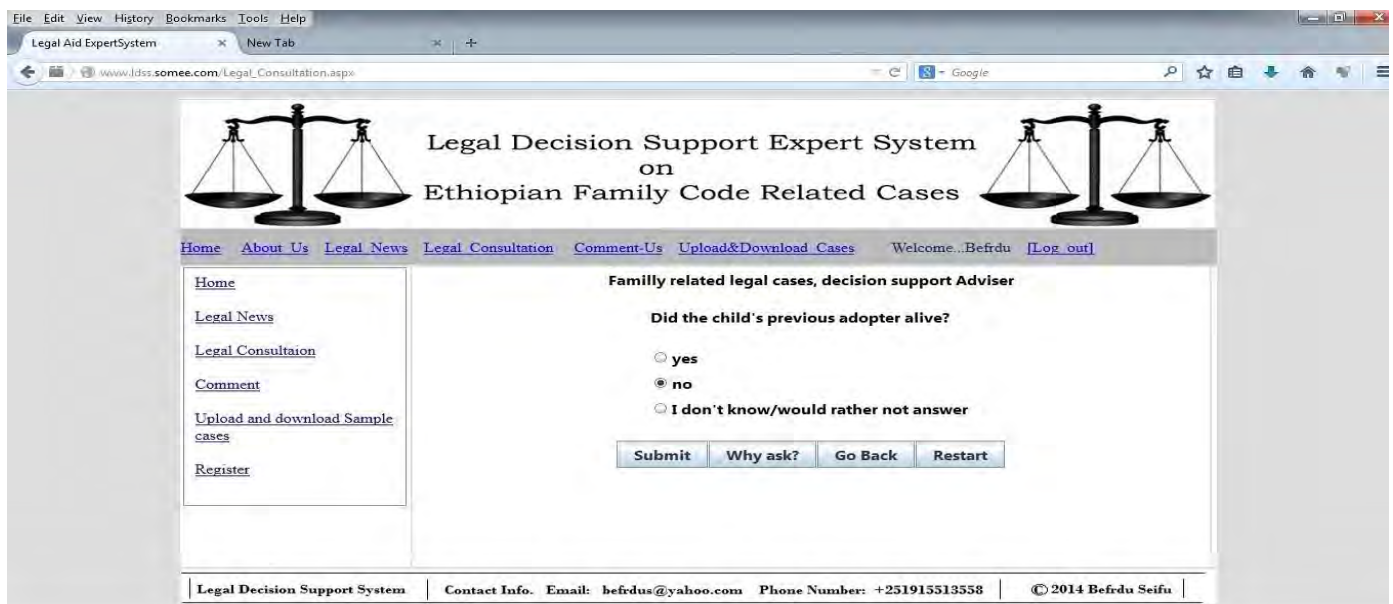 File Edit View History Bookmarks Tools Help
Legal Aid ExpertSystem × New Tab × +
www.ldss.somee.com/Legal_Consultation.aspx Google
Legal Decision Support Expert System
on
Ethiopian Family Code Related Cases
Home About Us Legal News Legal Consultation Comment-Us Upload&Download Cases Welcome...Befrdu [Log out]
Home
Legal News
Legal Consultaion
Comment
Upload and download Sample
cases
Register
Familly related legal cases, decision support Adviser
Did the child's previous adopter alive?
yes
no
I don't know/would rather not answer
Submit Why ask? Go Back Restart
Legal Decision Support System Contact Info. Email: befrdus@yahoo.com Phone Number: +251915513558 © 2014 Befrdu Seifu